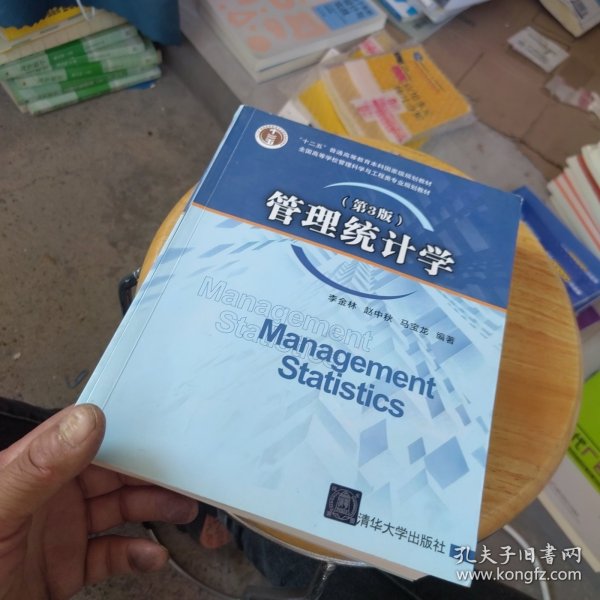 "十二五"普通高等教育本科国家级规划教材
全国高等学校管理科学与工程类专业规划教材
(第3版)
管理统计学
李金林 赵中秋 马宝龙 编著
Management
Statistics
Management
Statistics
清华大学出版社
孔夫子旧书网
www.kongfz.com